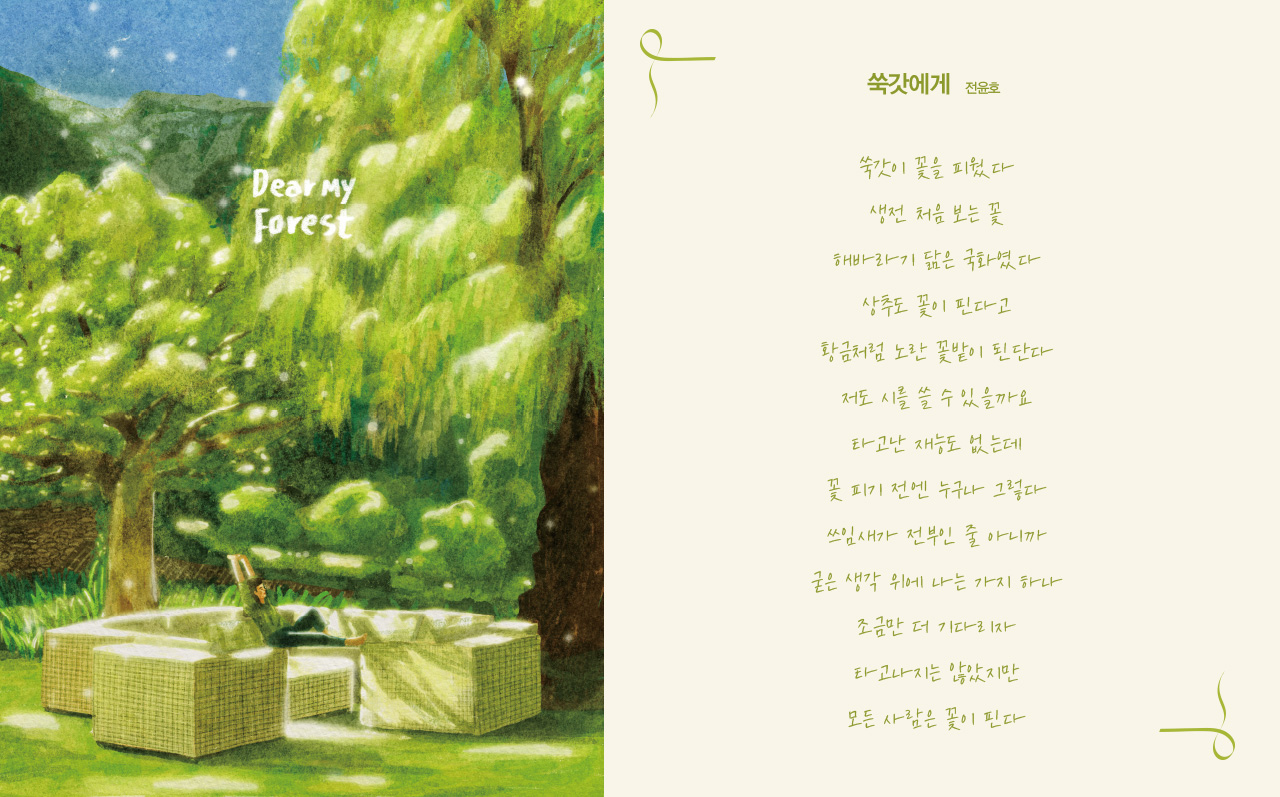 Dear My
Forest
쑥갓에게 전윤호
쑥갓이 꽃을 피웠다
생전 처음 보는 꽃
해바라기 닮은 국화였다
상추도 꽃이 핀다고
황금처럼 노란 꽃밭이 된단다
저도 시를 쓸 수 있을까요
타고난 재능도 없는데
꽃 피기 전엔 누구나 그렇다
쓰임새가 전부인 줄 아니까
굳은 생각 위에 나는 가지 하나
조금만 더 기다리자
타고나지는 않았지만
모든 사람은 꽃이 핀다